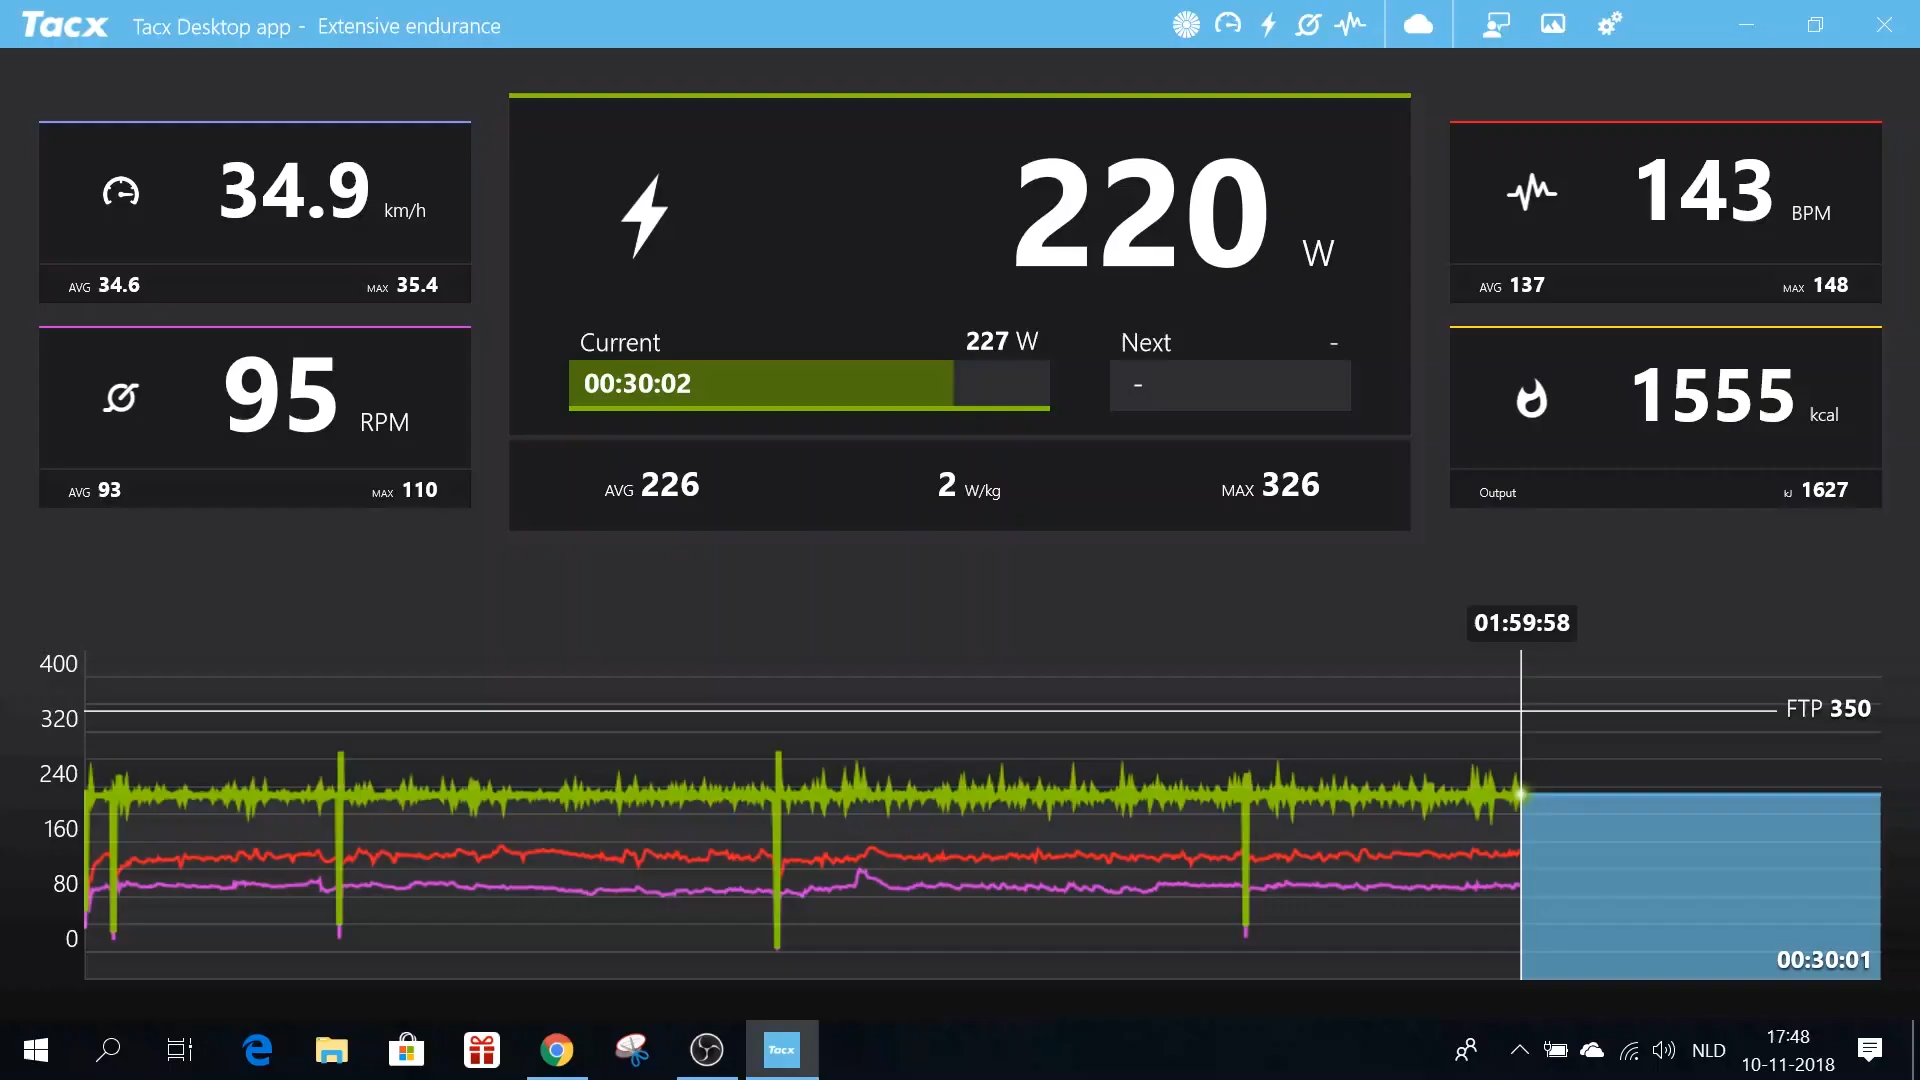 Tacx Tacx Desktop app - Extensive endurance
34.9 km/h
AVG 34.6 MAX 35.4
95 RPM
AVG 93 MAX 110
220 W
Current 227 W
00:30:02
Next -
-
AVG 226 2 W/kg MAX 326
143 BPM
AVG 137 MAX 148
1555 kcal
Output kJ 1627
01:59:58
400
320
240
160
80
0
FTP 350
00:30:01
Tacx
NLD
17:48
10-11-2018